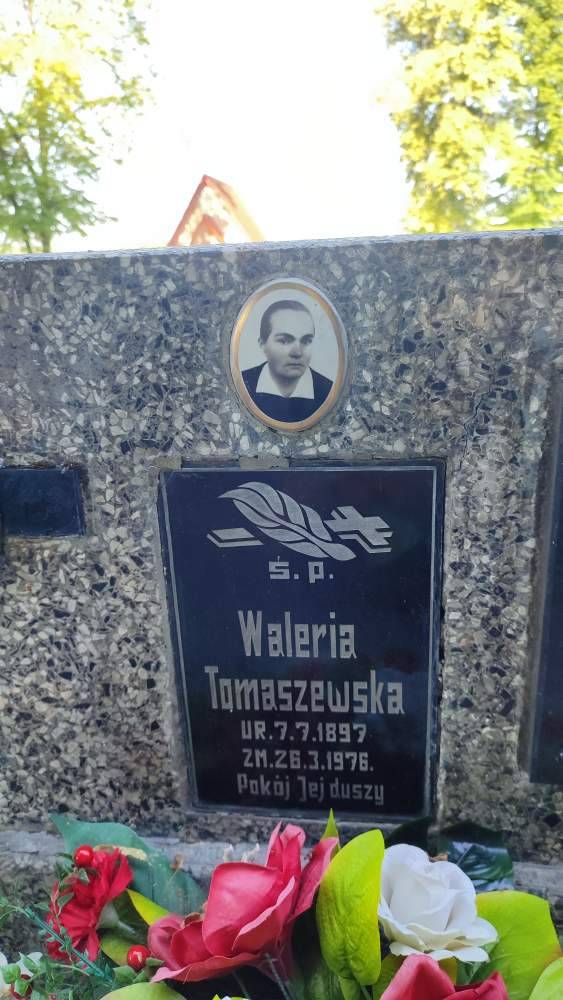 Ś. P.
Waleria
Tomaszewska
UR. 7.7.1897
ZM. 26.3.1976.
Pokój Jej duszy